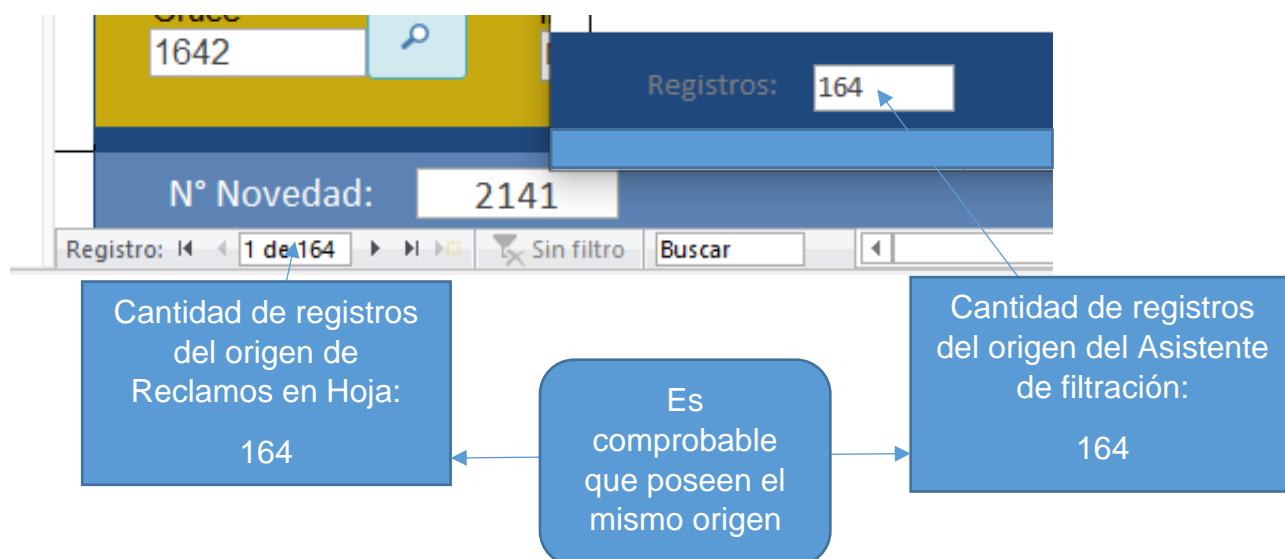 1642
Registros: 164
N° Novedad: 2141
Registro: 1 de 164 Sin filtro Buscar
Cantidad de registros
del origen de
Reclamos en Hoja:
164
Es
comprobable
que poseen el
mismo origen
Cantidad de registros
del origen del Asistente
de filtración:
164